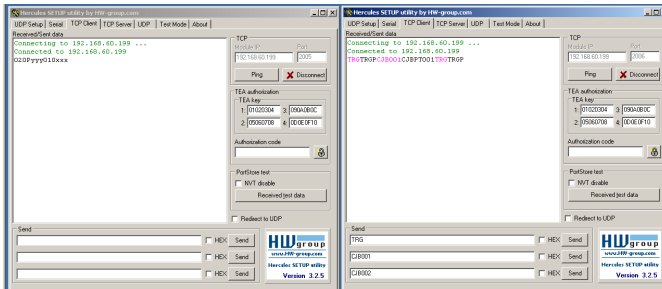 Hercules SETUP utility by HW-group.com
UDP Setup Serial TCP Client TCP Server UDP Test Mode About
Received/Sent data
Connecting to 192.168.60.199 ...
Connected to 192.168.60.199
020Pyyy010xxx
TCP
Module IP Port
192.168.60.199 2005
Ping Disconnect
TEA authorization
TEA key
1: 01020304 3: 090A0B0C
2: 05060708 4: 0D0E0F10
Authorization code
PortStore test
NVT disable
Received test data
Redirect to UDP
Send
HEX Send
HEX Send
HEX Send
HW group
www.HW-group.com
Hercules SETUP utility
Version 3.2.5
Hercules SETUP utility by HW-group.com
UDP Setup Serial TCP Client TCP Server UDP Test Mode About
Received/Sent data
Connecting to 192.168.60.199 ...
Connected to 192.168.60.199
TRGTRGPCJB001CJBPT001TRGTRGP
TCP
Module IP Port
192.168.60.199 2006
Ping Disconnect
TEA authorization
TEA key
1: 01020304 3: 090A0B0C
2: 05060708 4: 0D0E0F10
Authorization code
PortStore test
NVT disable
Received test data
Redirect to UDP
Send
TRG HEX Send
CJB001 HEX Send
CJB002 HEX Send
HW group
www.HW-group.com
Hercules SETUP utility
Version 3.2.5